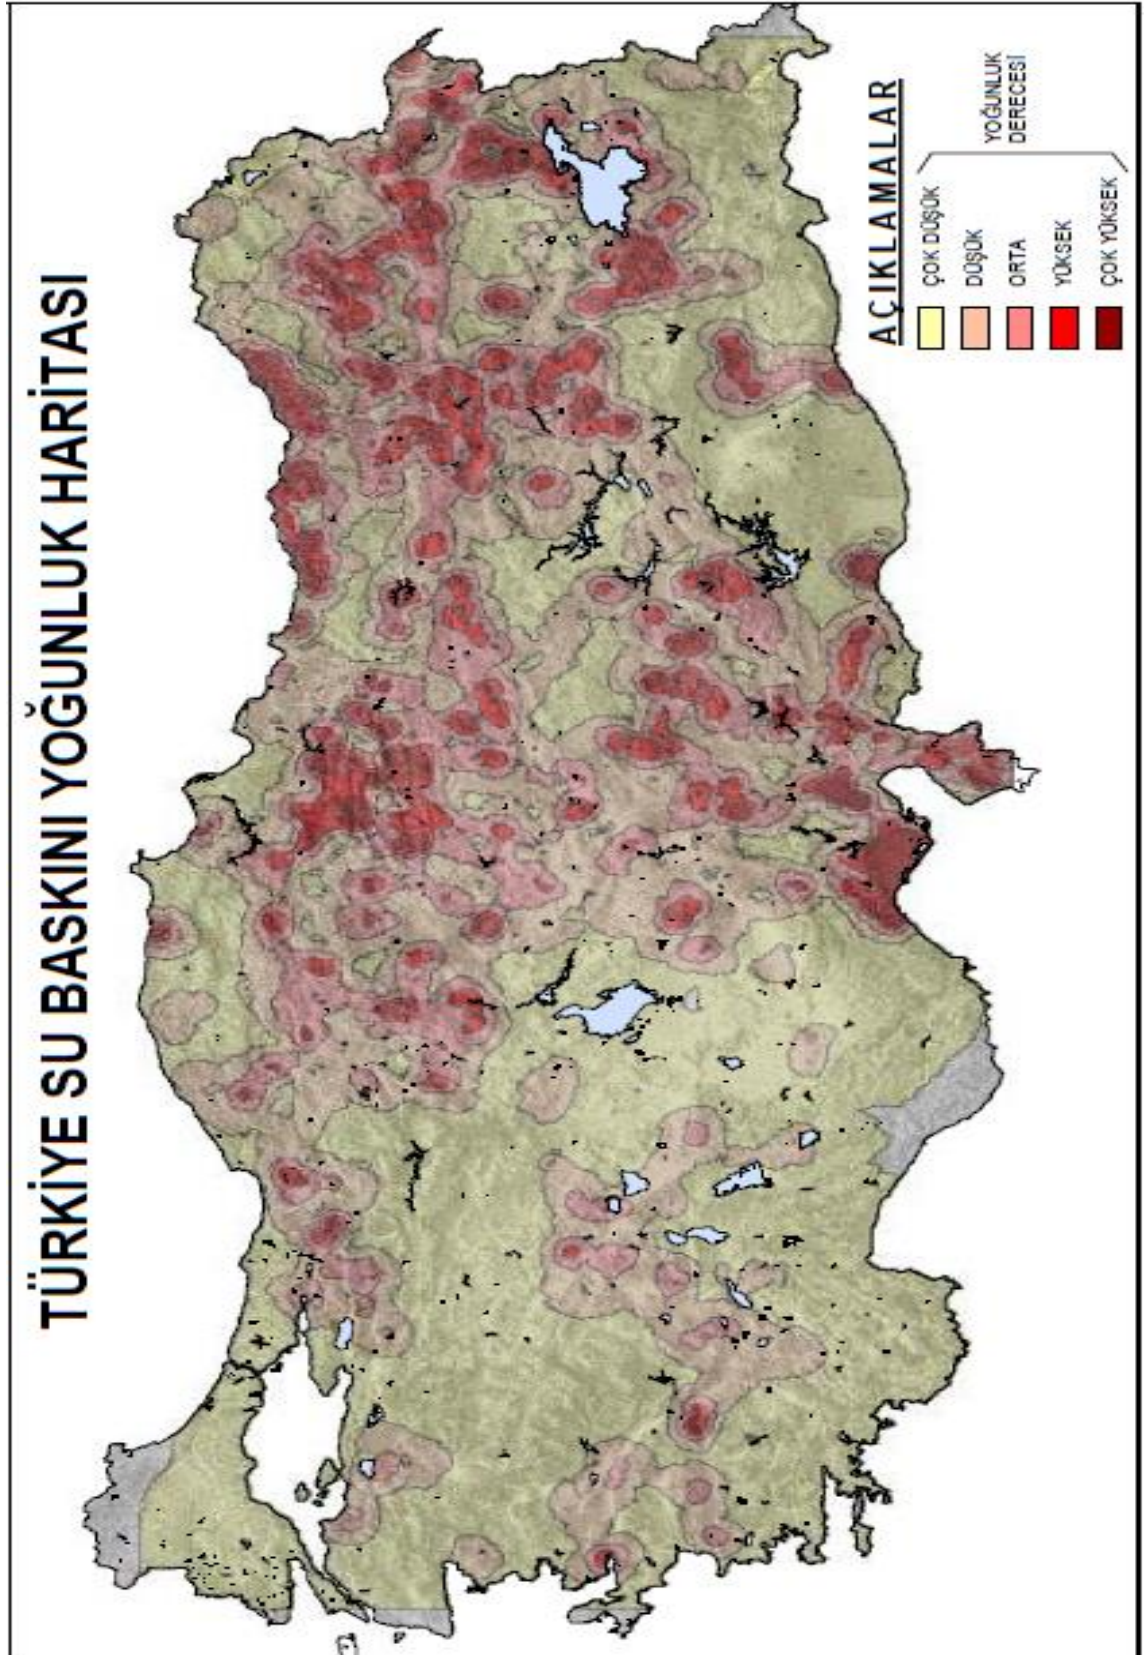 TÜRKİYE SU BASKINI YOĞUNLUK HARİTASI
AÇIKLAMALAR
ÇOK DÜŞÜK
DÜŞÜK
ORTA
YÜKSEK
ÇOK YÜKSEK
YOĞUNLUK
DERECESİ